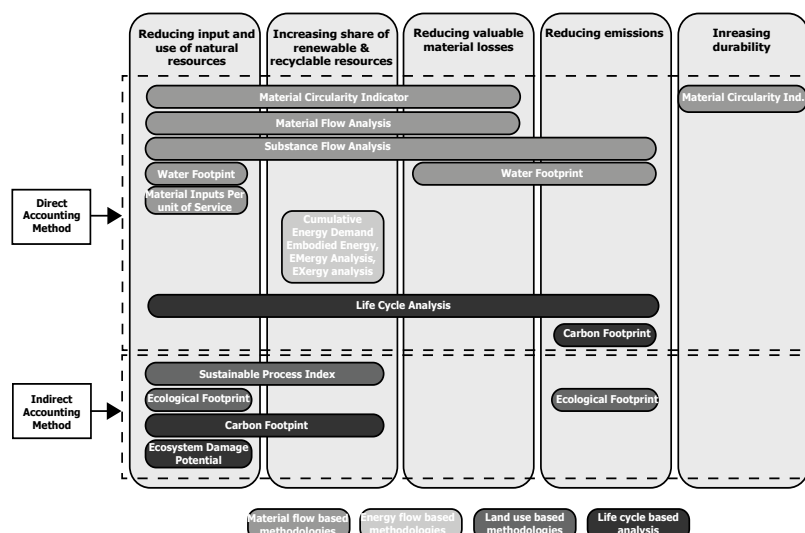 Reducing input and
use of natural
resources
Increasing share of
renewable &
recyclable resources
Reducing valuable
material losses
Reducing emissions
Inreasing
durability
Material Circularity Indicator
Material Circularity Ind.
Material Flow Analysis
Substance Flow Analysis
Water Footpint
Water Footprint
Material Inputs Per
unit of Service
Direct
Accounting
Method
Cumulative
Energy Demand
Embodied Energy,
EMergy Analysis,
EXergy analysis
Life Cycle Analysis
Carbon Footprint
Indirect
Accounting
Method
Sustainable Process Index
Ecological Footprint
Ecological Footprint
Carbon Footpint
Ecosystem Damage
Potential
Material flow based
methodologies
Energy flow based
methodologies
Land use based
methodologies
Life cycle based
analysis